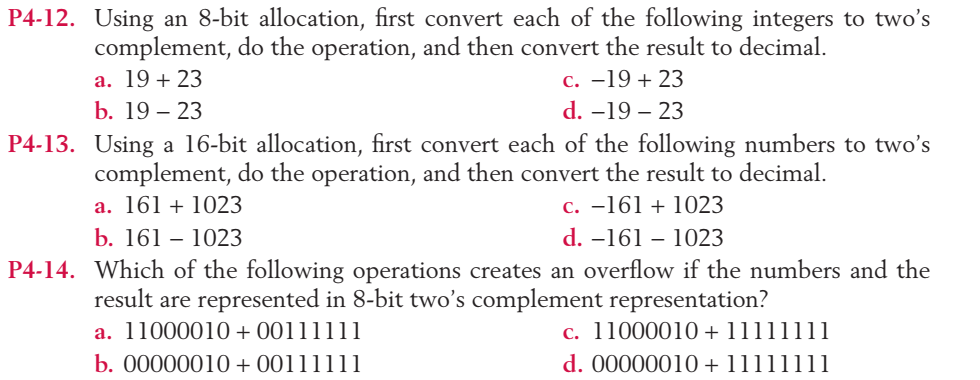 P4-12. Using an 8-bit allocation, first convert each of the following integers to two's
complement, do the operation, and then convert the result to decimal.
a. 19 + 23 c. –19 + 23
b. 19 – 23 d. –19 – 23
P4-13. Using a 16-bit allocation, first convert each of the following numbers to two's
complement, do the operation, and then convert the result to decimal.
a. 161 + 1023 c. –161 + 1023
b. 161 – 1023 d. –161 – 1023
P4-14. Which of the following operations creates an overflow if the numbers and the
result are represented in 8-bit two's complement representation?
a. 11000010 + 00111111 c. 11000010 + 11111111
b. 00000010 + 00111111 d. 00000010 + 11111111